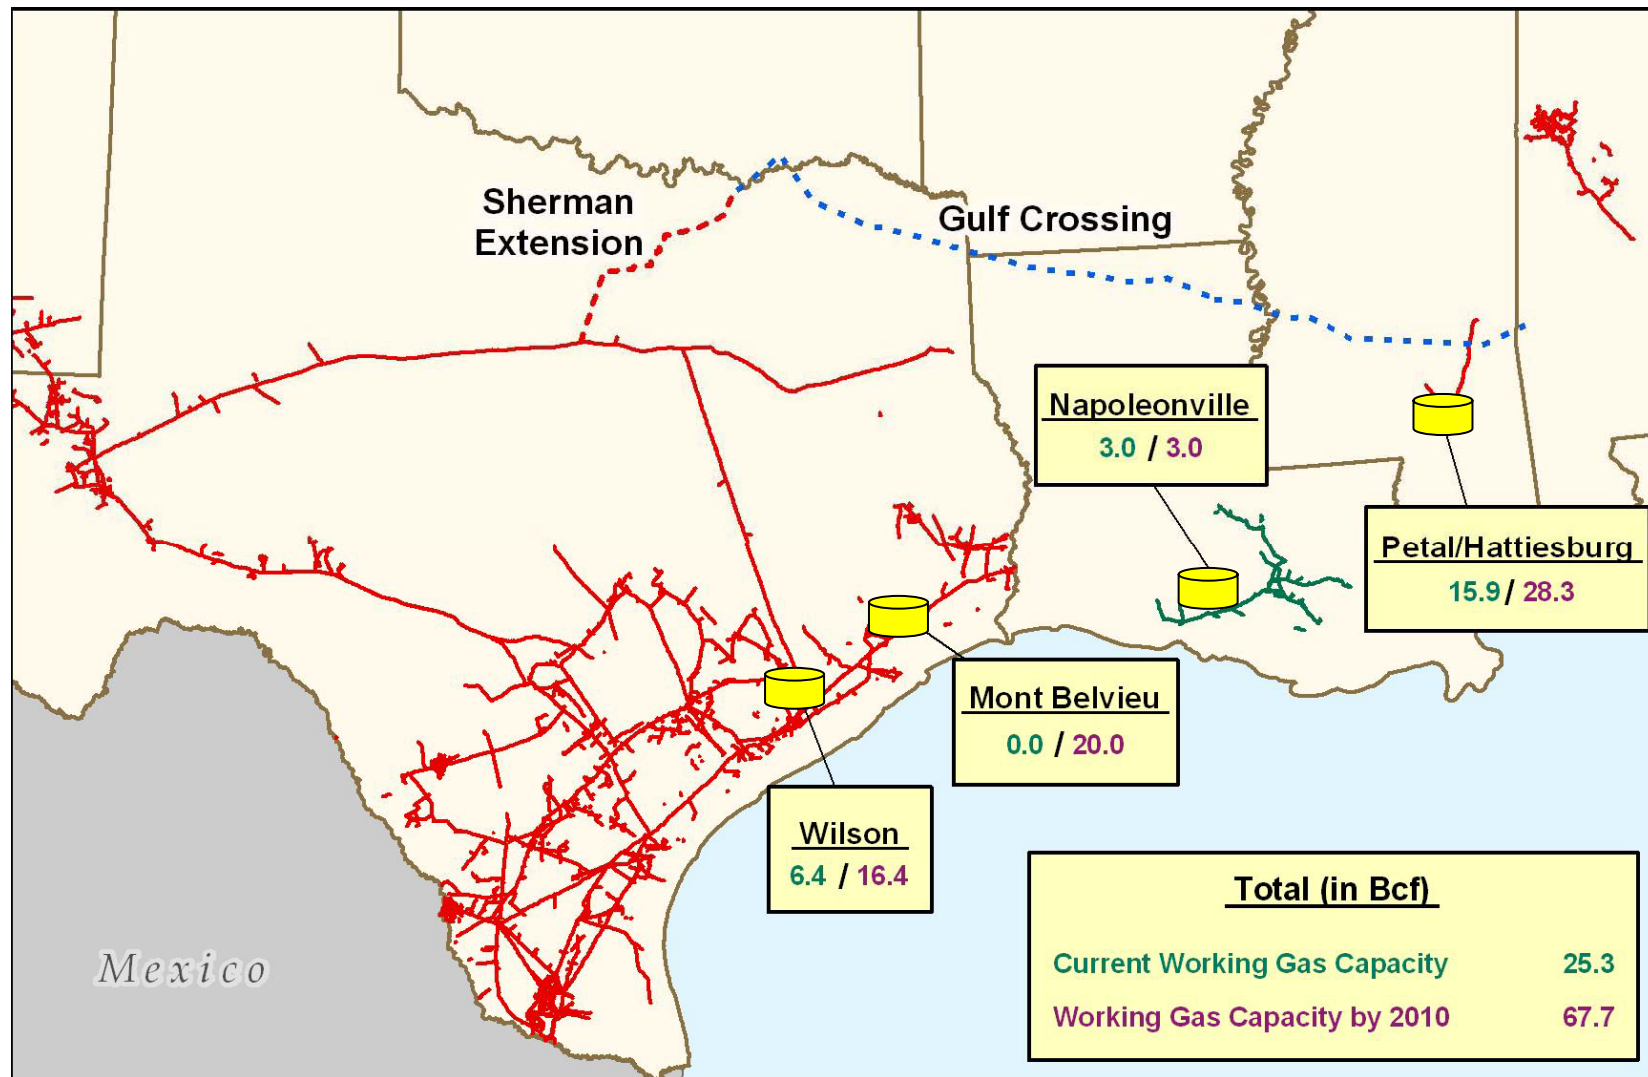 Sherman
Extension
Gulf Crossing
Napoleonville
3.0 / 3.0
Petal/Hattiesburg
15.9/ 28.3
Mont Belvieu
0.0 / 20.0
Wilson
6.4 / 16.4
Mexico
Total (in Bcf)
Current Working Gas Capacity 25.3
Working Gas Capacity by 2010 67.7